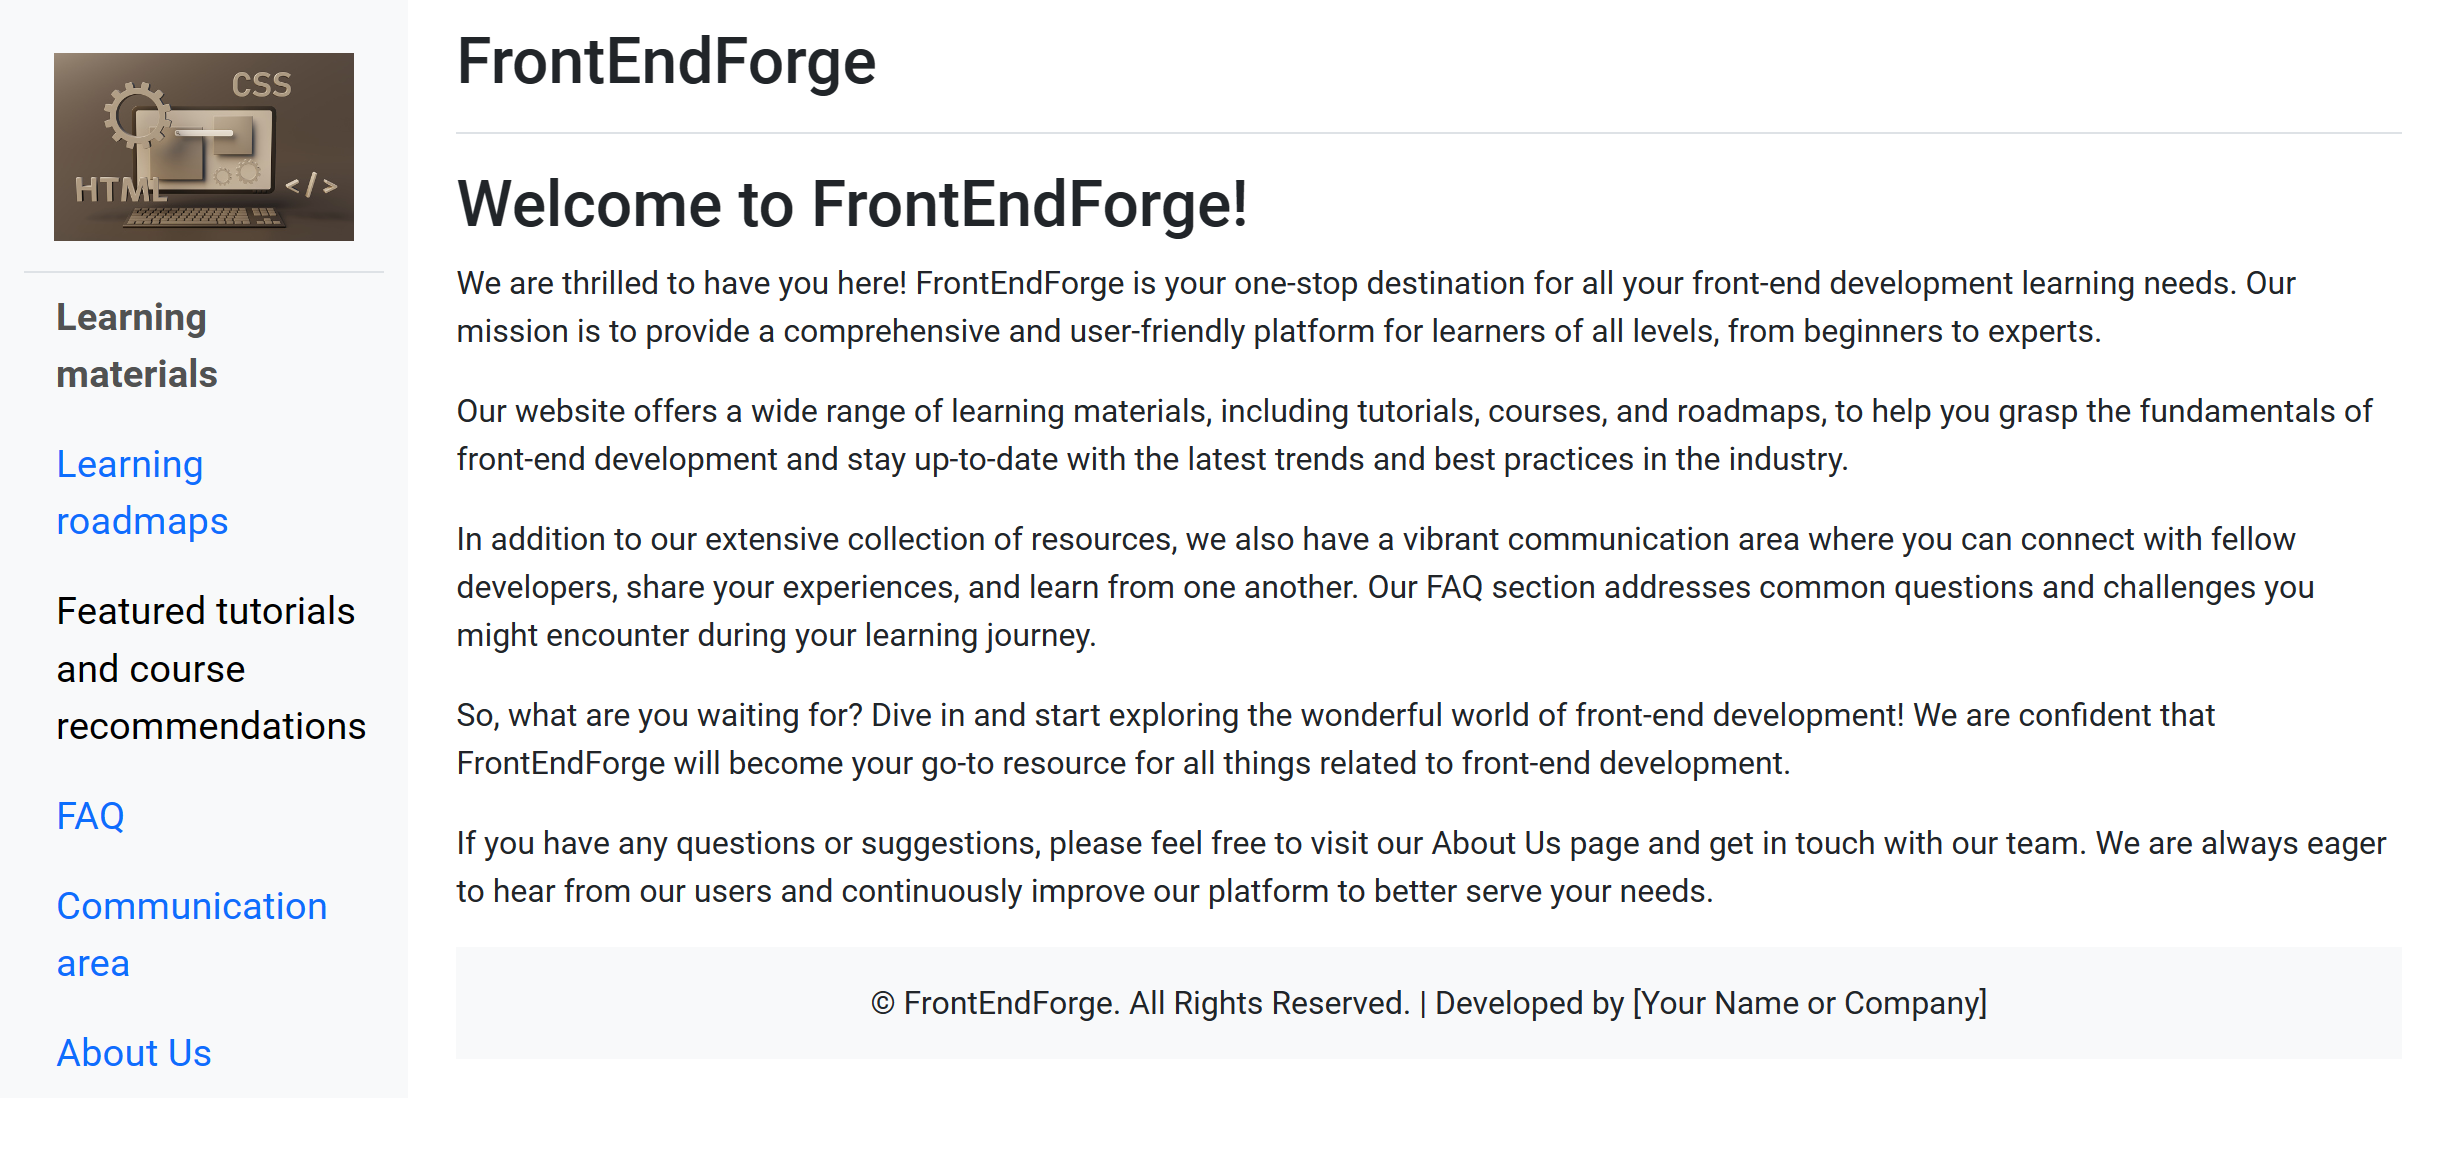 CSS
HTML
</>
Learning
materials
Learning
roadmaps
Featured tutorials
and course
recommendations
FAQ
Communication
area
About Us
FrontEndForge
Welcome to FrontEndForge!
We are thrilled to have you here! FrontEndForge is your one-stop destination for all your front-end development learning needs. Our
mission is to provide a comprehensive and user-friendly platform for learners of all levels, from beginners to experts.
Our website offers a wide range of learning materials, including tutorials, courses, and roadmaps, to help you grasp the fundamentals of
front-end development and stay up-to-date with the latest trends and best practices in the industry.
In addition to our extensive collection of resources, we also have a vibrant communication area where you can connect with fellow
developers, share your experiences, and learn from one another. Our FAQ section addresses common questions and challenges you
might encounter during your learning journey.
So, what are you waiting for? Dive in and start exploring the wonderful world of front-end development! We are confident that
FrontEndForge will become your go-to resource for all things related to front-end development.
If you have any questions or suggestions, please feel free to visit our About Us page and get in touch with our team. We are always eager
to hear from our users and continuously improve our platform to better serve your needs.
© FrontEndForge. All Rights Reserved. | Developed by [Your Name or Company]